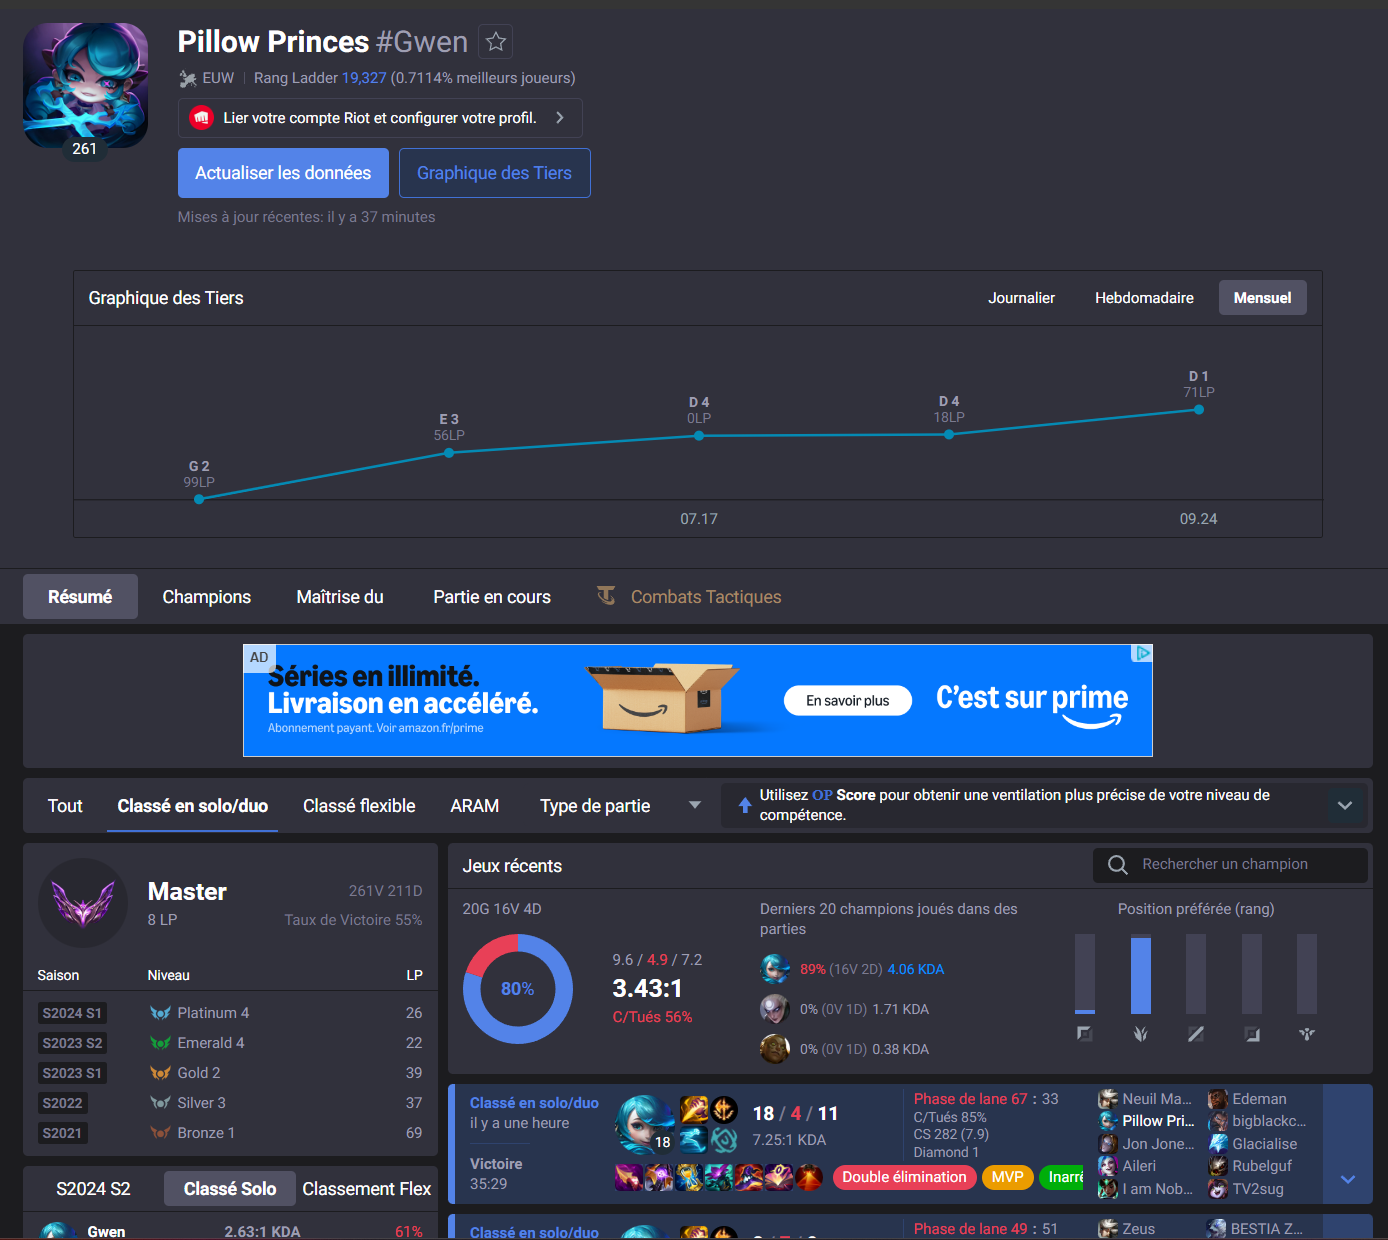 Pillow Princes #Gwen
EUW | Rang Ladder 19,327 (0.7114% meilleurs joueurs)
Lier votre compte Riot et configurer votre profil.
261
Actualiser les données
Graphique des Tiers
Mises à jour récentes: il y a 37 minutes
Graphique des Tiers
Journalier
Hebdomadaire
Mensuel
G 2
99LP
E 3
56LP
D 4
0LP
D 4
18LP
D 1
71LP
07.17
09.24
Résumé
Champions
Maîtrise du
Partie en cours
Combats Tactiques
AD
Séries en illimité.
Livraison en accéléré.
Abonnement payant. Voir amazon.fr/prime
En savoir plus
C'est sur prime
Tout
Classé en solo/duo
Classé flexible
ARAM
Type de partie
Utilisez OP Score pour obtenir une ventilation plus précise de votre niveau de
compétence.
Master
261V 211D
8 LP
Taux de Victoire 55%
Saison Niveau LP
S2024 S1 Platinum 4 26
S2023 S2 Emerald 4 22
S2023 S1 Gold 2 39
S2022 Silver 3 37
S2021 Bronze 1 69
S2024 S2
Classé Solo
Classement Flex
Gwen 2.63:1 KDA 61%
Jeux récents
Rechercher un champion
20G 16V 4D
80%
9.6 / 4.9 / 7.2
3.43:1
C/Tués 56%
Derniers 20 champions joués dans des
parties
89% (16V 2D) 4.06 KDA
0% (0V 1D) 1.71 KDA
0% (0V 1D) 0.38 KDA
Position préférée (rang)
Classé en solo/duo
il y a une heure
Victoire
35:29
18
18 / 4 / 11
7.25:1 KDA
Double élimination
MVP
Inarrê
Phase de lane 67 : 33
C/Tués 85%
CS 282 (7.9)
Diamond 1
Neuil Ma...
Pillow Pri...
Jon Jone...
Aileri
I am Nob...
Edeman
bigblackc...
Glacialise
Rubelguf
TV2sug
Classé en solo/duo
Phase de lane 49 : 51
Zeus
BESTIA Z...